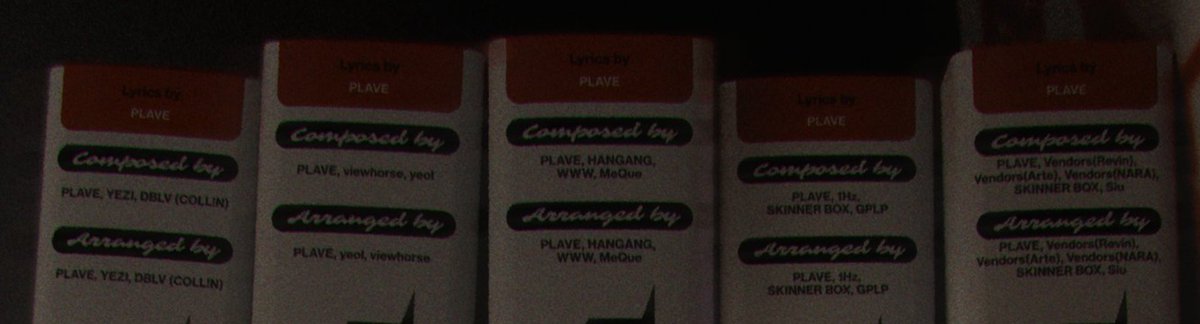 Lyrics by
PLAVE
Composed by
PLAVE, YEZI, DBLV (COLL!N)
Arranged by
PLAVE, YEZI, DBLV (COLL!N)
Lyrics by
PLAVE
Composed by
PLAVE, viewhorse, yeol
Arranged by
PLAVE, yeol, viewhorse
Lyrics by
PLAVE
Composed by
PLAVE, HANGANG,
WWW, MeQue
Arranged by
PLAVE, HANGANG,
WWW, MeQue
Lyrics by
PLAVE
Composed by
PLAVE, 1Hz,
SKINNER BOX, GPLP
Arranged by
PLAVE, 1Hz,
SKINNER BOX, GPLP
Lyrics by
PLAVE
Composed by
PLAVE, Vendors(Revin),
Vendors(Arte), Vendors(NARA),
SKINNER BOX, Siu
Arranged by
PLAVE, Vendors(Revin),
Vendors(Arte), Vendors(NARA),
SKINNER BOX, Siu